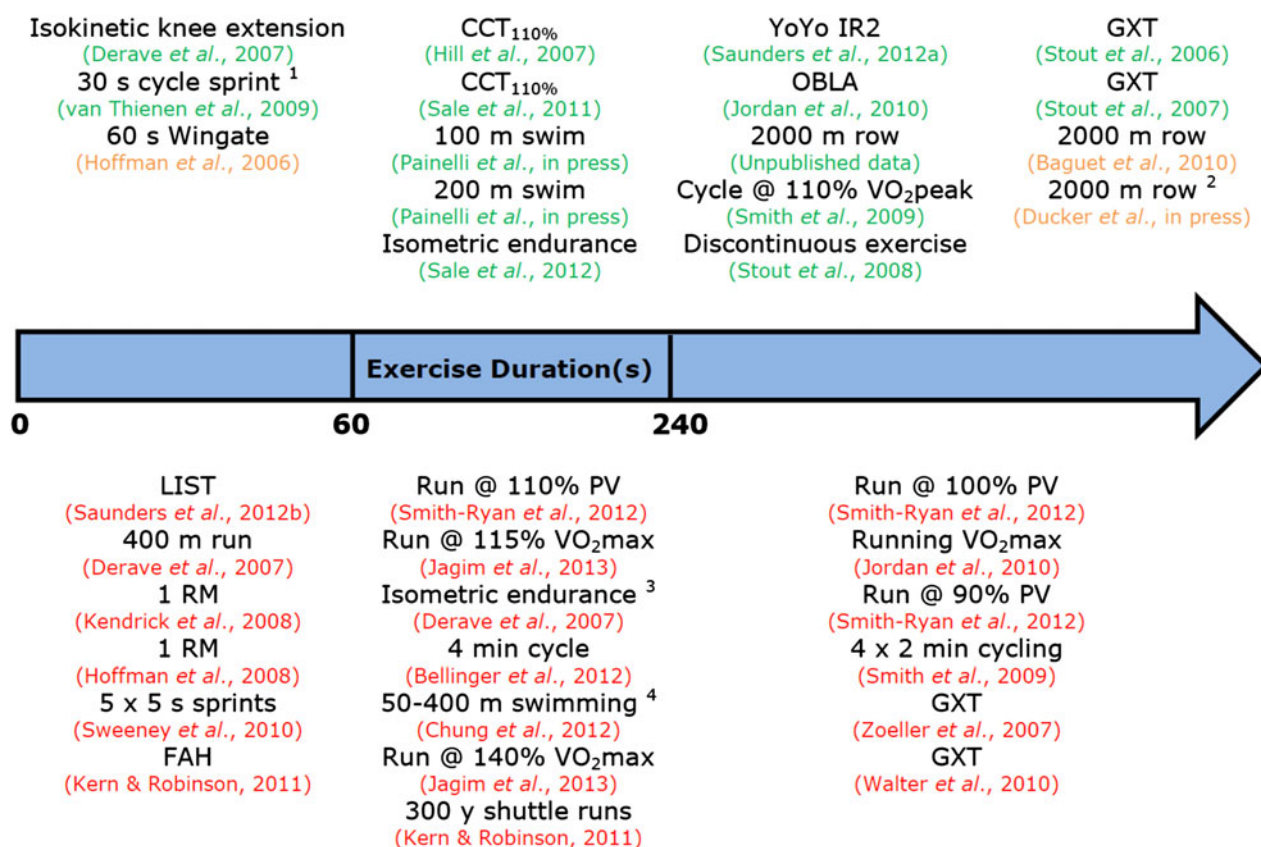 Isokinetic knee extension
(Derave et al., 2007)
30 s cycle sprint 1
(van Thienen et al., 2009)
60 s Wingate
(Hoffman et al., 2006)
CCT110%
(Hill et al., 2007)
CCT110%
(Sale et al., 2011)
100 m swim
(Painelli et al., in press)
200 m swim
(Painelli et al., in press)
Isometric endurance
(Sale et al., 2012)
YoYo IR2
(Saunders et al., 2012a)
OBLA
(Jordan et al., 2010)
2000 m row
(Unpublished data)
Cycle @ 110% VO2peak
(Smith et al., 2009)
Discontinuous exercise
(Stout et al., 2008)
GXT
(Stout et al., 2006)
GXT
(Stout et al., 2007)
2000 m row
(Baguet et al., 2010)
2000 m row 2
(Ducker et al., in press)
Exercise Duration(s)
0 60 240
LIST
(Saunders et al., 2012b)
400 m run
(Derave et al., 2007)
1 RM
(Kendrick et al., 2008)
1 RM
(Hoffman et al., 2008)
5 x 5 s sprints
(Sweeney et al., 2010)
FAH
(Kern & Robinson, 2011)
Run @ 110% PV
(Smith-Ryan et al., 2012)
Run @ 115% VO2max
(Jagim et al., 2013)
Isometric endurance 3
(Derave et al., 2007)
4 min cycle
(Bellinger et al., 2012)
50-400 m swimming 4
(Chung et al., 2012)
Run @ 140% VO2max
(Jagim et al., 2013)
300 y shuttle runs
(Kern & Robinson, 2011)
Run @ 100% PV
(Smith-Ryan et al., 2012)
Running VO2max
(Jordan et al., 2010)
Run @ 90% PV
(Smith-Ryan et al., 2012)
4 x 2 min cycling
(Smith et al., 2009)
GXT
(Zoeller et al., 2007)
GXT
(Walter et al., 2010)